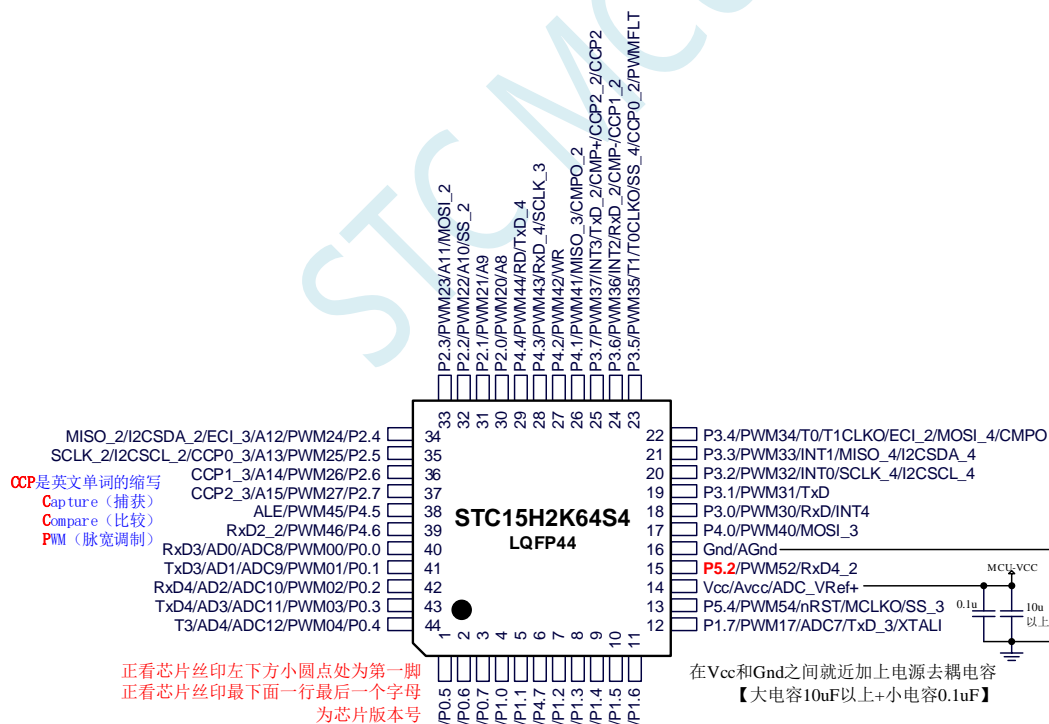 STC MC
P2.3/PWM23/A11/MOSI_2
P2.2/PWM22/A10/SS_2
P2.1/PWM21/A9
P2.0/PWM20/A8
P4.4/PWM44/RD/TxD_4
P4.3/PWM43/RxD_4/SCLK_3
P4.2/PWM42/WR
P4.1/PWM41/MISO_3/CMPO_2
P3.7/PWM37/INT3/TxD_2/CMP+/CCP2_2/CCP2
P3.6/PWM36/INT2/RxD_2/CMP-/CCP1_2
P3.5/PWM35/T1/T0CLKO/SS_4/CCP0_2/PWMFLT
33 32 31 30 29 28 27 26 25 24 23
MISO_2/I2CSDA_2/ECI_3/A12/PWM24/P2.4 34
SCLK_2/I2CSCL_2/CCP0_3/A13/PWM25/P2.5 35
CCP1_3/A14/PWM26/P2.6 36
CCP2_3/A15/PWM27/P2.7 37
ALE/PWM45/P4.5 38
RxD2_2/PWM46/P4.6 39
RxD3/AD0/ADC8/PWM00/P0.0 40
TxD3/AD1/ADC9/PWM01/P0.1 41
RxD4/AD2/ADC10/PWM02/P0.2 42
TxD4/AD3/ADC11/PWM03/P0.3 43
T3/AD4/ADC12/PWM04/P0.4 44
CCP是英文单词的缩写
Capture（捕获）
Compare（比较）
PWM（脉宽调制）
STC15H2K64S4
LQFP44
22 P3.4/PWM34/T0/T1CLKO/ECI_2/MOSI_4/CMPO
21 P3.3/PWM33/INT1/MISO_4/I2CSDA_4
20 P3.2/PWM32/INT0/SCLK_4/I2CSCL_4
19 P3.1/PWM31/TxD
18 P3.0/PWM30/RxD/INT4
17 P4.0/PWM40/MOSI_3
16 Gnd/AGnd
15 P5.2/PWM52/RxD4_2
14 Vcc/Avcc/ADC_VRef+
13 P5.4/PWM54/nRST/MCLKO/SS_3
12 P1.7/PWM17/ADC7/TxD_3/XTALI
MCU-VCC
0.1u
10u
以上
1 2 3 4 5 6 7 8 9 10 11
/P0.5
/P0.6
/P0.7
/P1.0
/P1.1
/P4.7
/P1.2
/P1.3
/P1.4
/P1.5
/P1.6
正看芯片丝印左下方小圆点处为第一脚
正看芯片丝印最下面一行最后一个字母
为芯片版本号
在Vcc和Gnd之间就近加上电源去耦电容
【大电容10uF以上+小电容0.1uF】